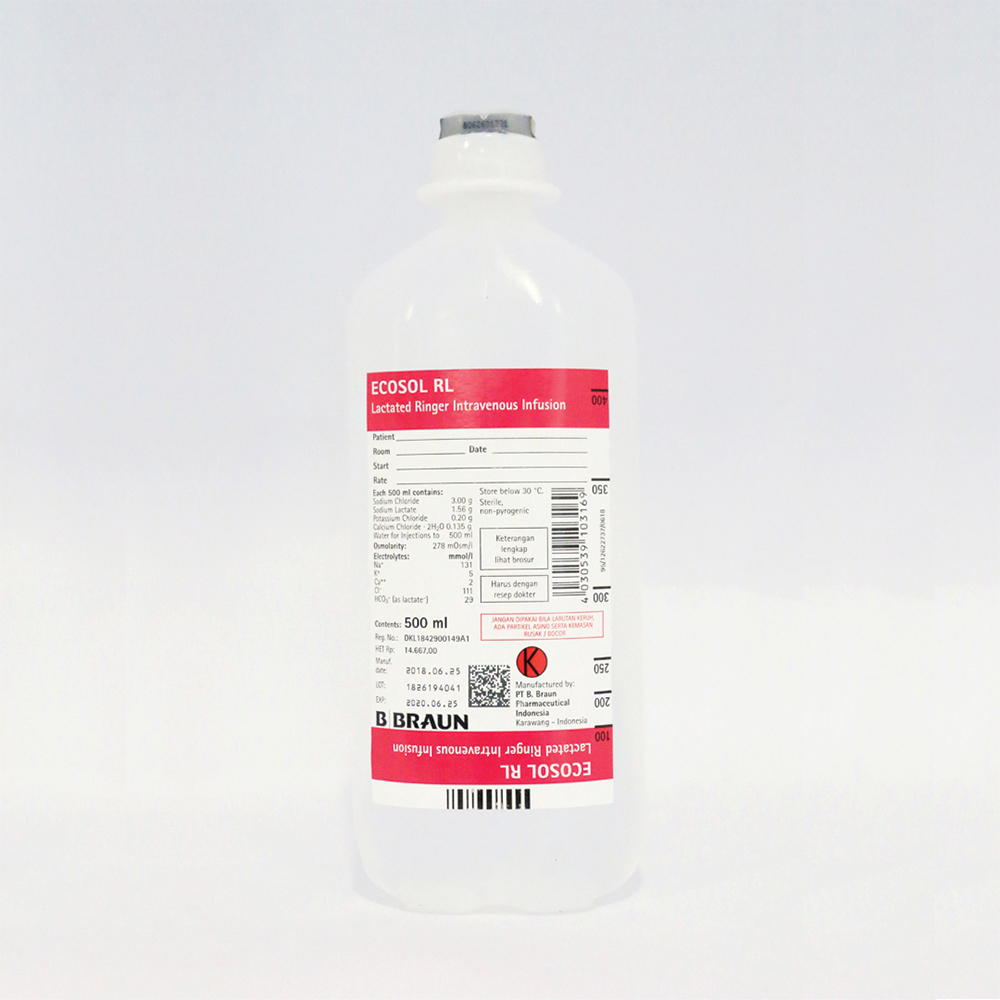 ECOSOL RL
Lactated Ringer Intravenous Infusion
Patient
Room Date
Start
Rate
Each 500 ml contains:
Sodium Chloride 3.00 g
Sodium Lactate 1.56 g
Potassium Chloride 0.20 g
Calcium Chloride · 2H₂O 0.135 g
Water for Injections to 500 ml
Osmolarity: 278 mOsm/l
Electrolytes: mmol/l
Na⁺ 131
K⁺ 5
Ca⁺⁺ 2
Cl⁻ 111
HCO₃⁻ (as lactate⁻) 29
Store below 30 °C.
Sterile,
non-pyrogenic
Keterangan
lengkap
lihat brosur
Harus dengan
resep dokter
4 030539 103169
95/12622737/0618
JANGAN DIPAKAI BILA LARUTAN KERUH,
ADA PARTIKEL ASING SERTA KEMASAN
RUSAK / BOCOR
Contents: 500 ml
Reg. No.: DKL1842900149A1
HET Rp: 14.667,00
Manuf.
date: 2018.06.25
LOT: 1826194041
EXP: 2020.06.25
K
Manufactured by:
PT B. Braun
Pharmaceutical
Indonesia
Karawang - Indonesia
B BRAUN
400
350
300
250
200
100
ECOSOL RL
Lactated Ringer Intravenous Infusion